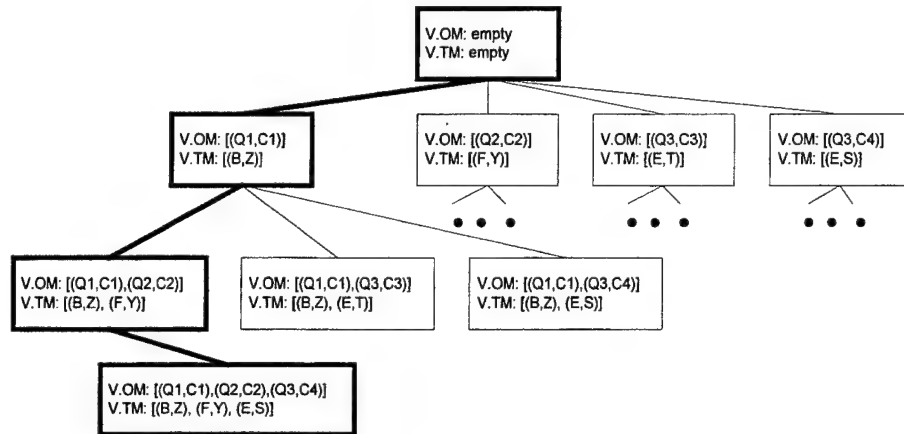 V.OM: empty
V.TM: empty
V.OM: [(Q1,C1)]
V.TM: [(B,Z)]
V.OM: [(Q2,C2)]
V.TM: [(F,Y)]
V.OM: [(Q3,C3)]
V.TM: [(E,T)]
V.OM: [(Q3,C4)]
V.TM: [(E,S)]
V.OM: [(Q1,C1),(Q2,C2)]
V.TM: [(B,Z), (F,Y)]
V.OM: [(Q1,C1),(Q3,C3)]
V.TM: [(B,Z), (E,T)]
V.OM: [(Q1,C1),(Q3,C4)]
V.TM: [(B,Z), (E,S)]
V.OM: [(Q1,C1),(Q2,C2),(Q3,C4)]
V.TM: [(B,Z), (F,Y), (E,S)]